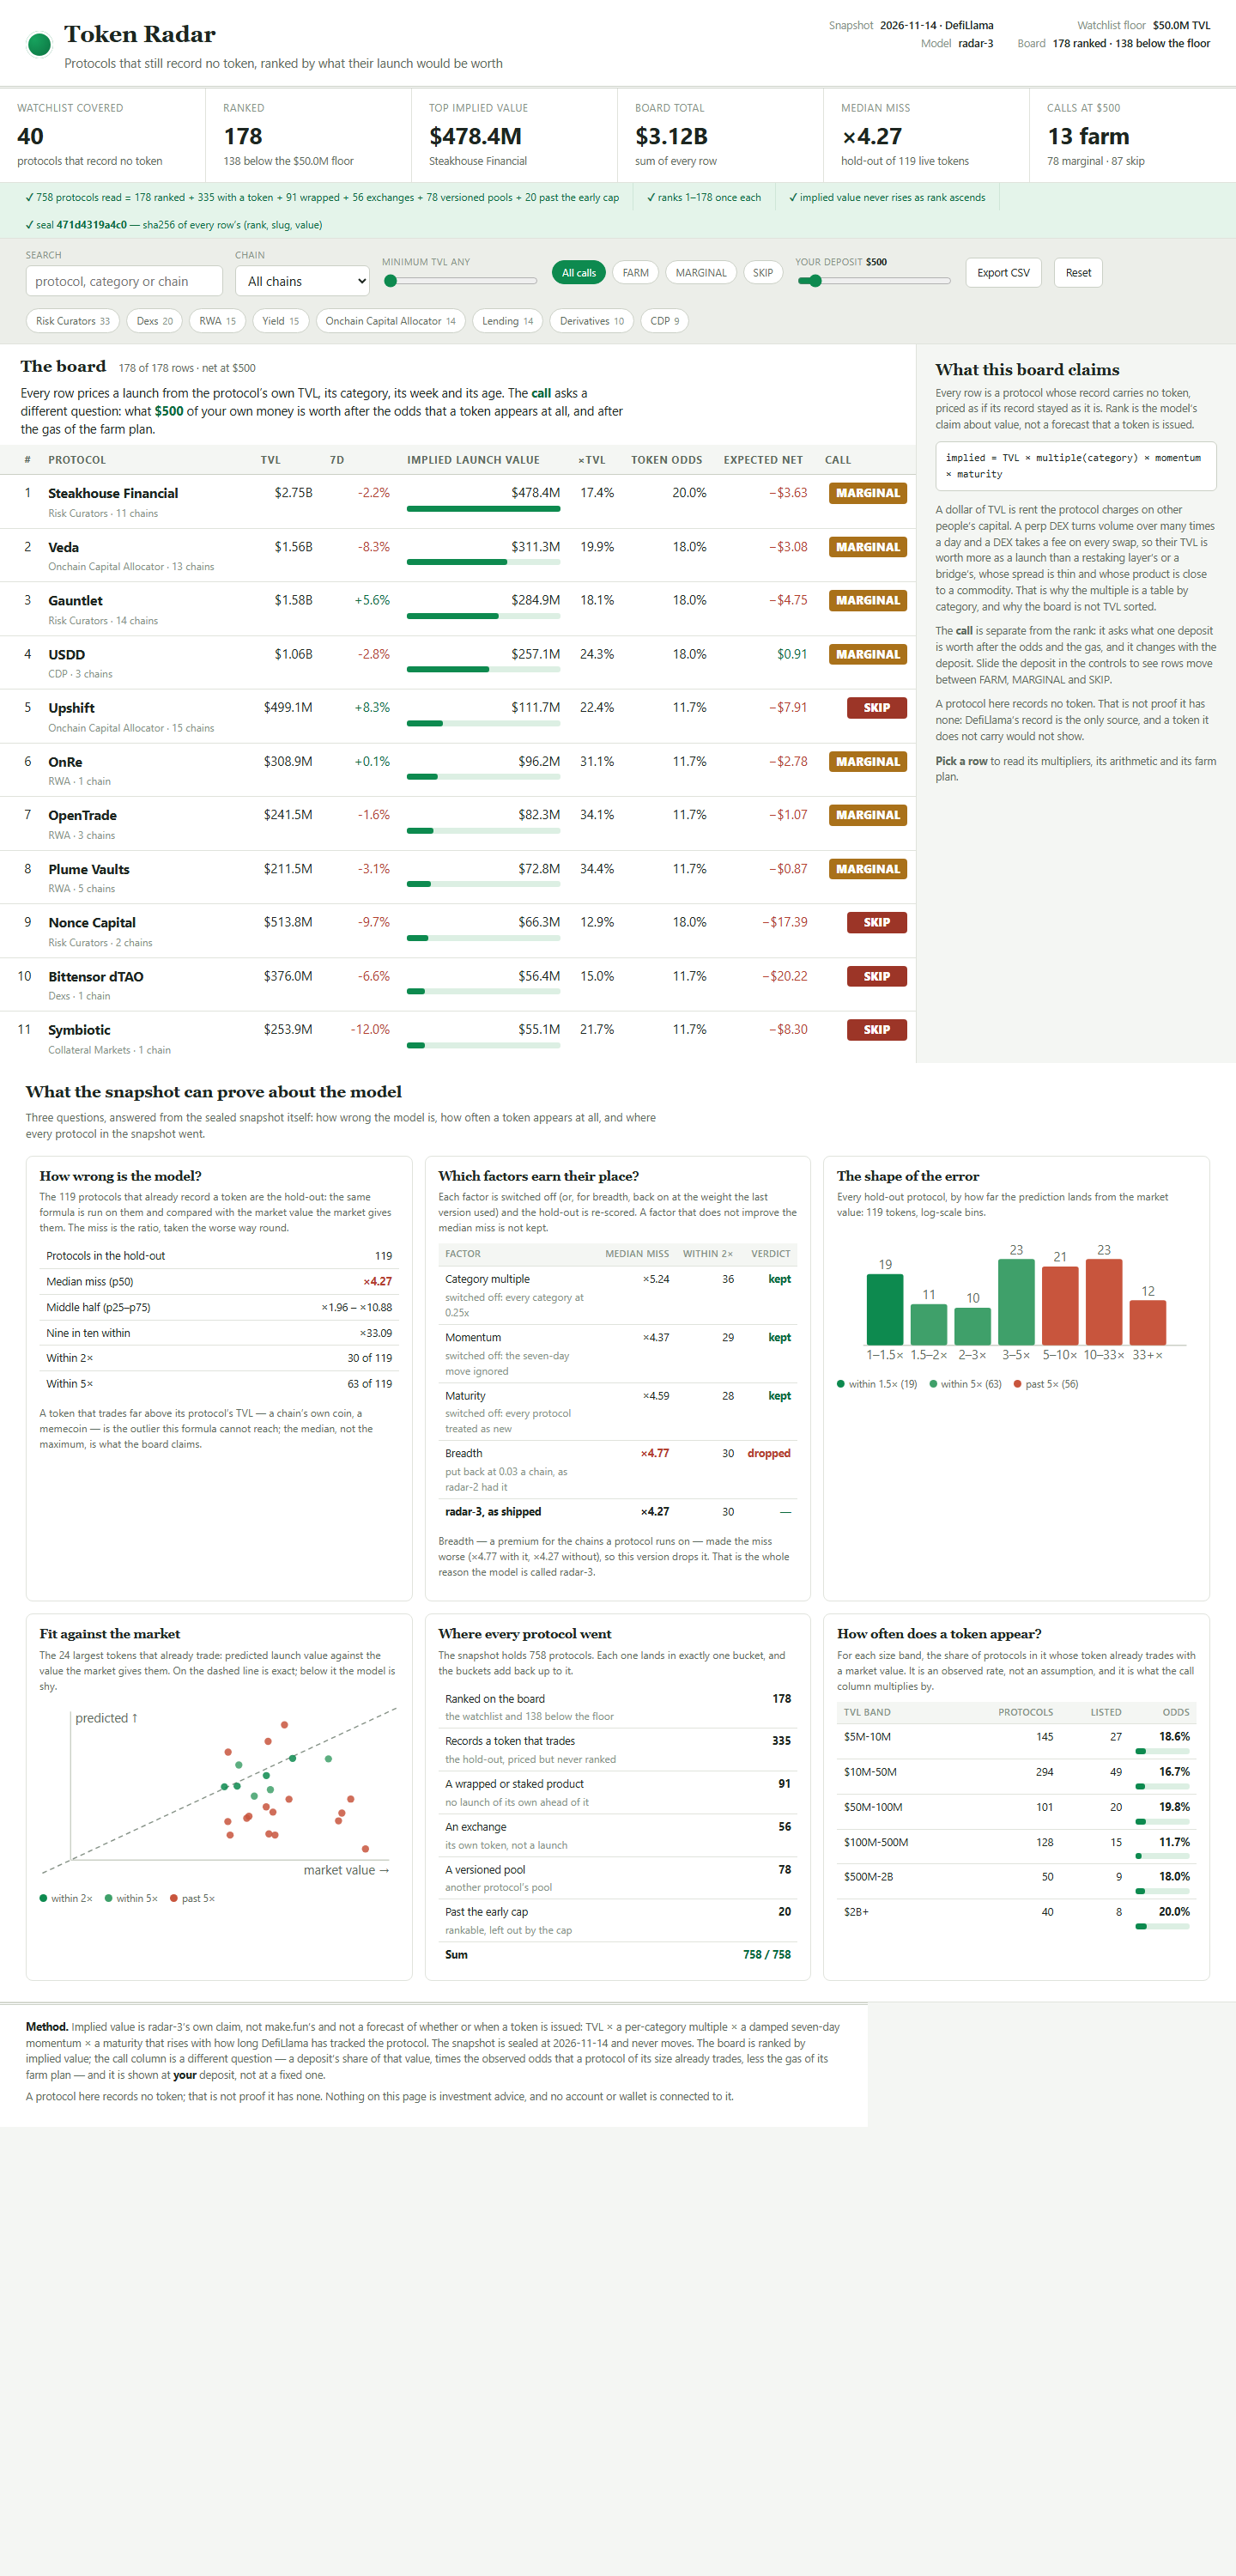 Token Radar
Protocols that still record no token, ranked by what their launch would be worth
Snapshot 2026-11-14 · DefiLlama
Watchlist floor $50.0M TVL
Model radar-3
Board 178 ranked · 138 below the floor
WATCHLIST COVERED
40
protocols that record no token
RANKED
178
138 below the $50.0M floor
TOP IMPLIED VALUE
$478.4M
Steakhouse Financial
BOARD TOTAL
$3.12B
sum of every row
MEDIAN MISS
×4.27
hold-out of 119 live tokens
CALLS AT $500
13 farm
78 marginal · 87 skip
✓ 758 protocols read = 178 ranked + 335 with a token + 91 wrapped + 56 exchanges + 78 versioned pools + 20 past the early cap
✓ ranks 1–178 once each
✓ implied value never rises as rank ascends
✓ seal 471d4319a4c0 — sha256 of every row's (rank, slug, value)
SEARCH
protocol, category or chain
CHAIN
All chains
MINIMUM TVL ANY
All calls
FARM
MARGINAL
SKIP
YOUR DEPOSIT $500
Export CSV
Reset
Risk Curators 33
Dexs 20
RWA 15
Yield 15
Onchain Capital Allocator 14
Lending 14
Derivatives 10
CDP 9
The board 178 of 178 rows · net at $500
Every row prices a launch from the protocol's own TVL, its category, its week and its age. The call asks a
different question: what $500 of your own money is worth after the odds that a token appears at all, and after
the gas of the farm plan.
# PROTOCOL TVL 7D IMPLIED LAUNCH VALUE ×TVL TOKEN ODDS EXPECTED NET CALL
1 Steakhouse Financial $2.75B -2.2% $478.4M 17.4% 20.0% −$3.63 MARGINAL
Risk Curators · 11 chains
2 Veda $1.56B -8.3% $311.3M 19.9% 18.0% −$3.08 MARGINAL
Onchain Capital Allocator · 13 chains
3 Gauntlet $1.58B +5.6% $284.9M 18.1% 18.0% −$4.75 MARGINAL
Risk Curators · 14 chains
4 USDD $1.06B -2.8% $257.1M 24.3% 18.0% $0.91 MARGINAL
CDP · 3 chains
5 Upshift $499.1M +8.3% $111.7M 22.4% 11.7% −$7.91 SKIP
Onchain Capital Allocator · 15 chains
6 OnRe $308.9M +0.1% $96.2M 31.1% 11.7% −$2.78 MARGINAL
RWA · 1 chain
7 OpenTrade $241.5M -1.6% $82.3M 34.1% 11.7% −$1.07 MARGINAL
RWA · 3 chains
8 Plume Vaults $211.5M -3.1% $72.8M 34.4% 11.7% −$0.87 MARGINAL
RWA · 5 chains
9 Nonce Capital $513.8M -9.7% $66.3M 12.9% 18.0% −$17.39 SKIP
Risk Curators · 2 chains
10 Bittensor dTAO $376.0M -6.6% $56.4M 15.0% 11.7% −$20.22 SKIP
Dexs · 1 chain
11 Symbiotic $253.9M -12.0% $55.1M 21.7% 11.7% −$8.30 SKIP
Collateral Markets · 1 chain
What this board claims
Every row is a protocol whose record carries no token,
priced as if its record stayed as it is. Rank is the model's
claim about value, not a forecast that a token is issued.
implied = TVL × multiple(category) × momentum
× maturity
A dollar of TVL is rent the protocol charges on other
people's capital. A perp DEX turns volume over many times
a day and a DEX takes a fee on every swap, so their TVL is
worth more as a launch than a restaking layer's or a
bridge's, whose spread is thin and whose product is close
to a commodity. That is why the multiple is a table by
category, and why the board is not TVL sorted.
The call is separate from the rank: it asks what one deposit
is worth after the odds and the gas, and it changes with the
deposit. Slide the deposit in the controls to see rows move
between FARM, MARGINAL and SKIP.
A protocol here records no token. That is not proof it has
none: DefiLlama's record is the only source, and a token it
does not carry would not show.
Pick a row to read its multipliers, its arithmetic and its farm
plan.
What the snapshot can prove about the model
Three questions, answered from the sealed snapshot itself: how wrong the model is, how often a token appears at all, and where
every protocol in the snapshot went.
How wrong is the model?
The 119 protocols that already record a token are the hold-out: the same
formula is run on them and compared with the market value the market gives
them. The miss is the ratio, taken the worse way round.
Protocols in the hold-out 119
Median miss (p50) ×4.27
Middle half (p25–p75) ×1.96 – ×10.88
Nine in ten within ×33.09
Within 2× 30 of 119
Within 5× 63 of 119
A token that trades far above its protocol's TVL — a chain's own coin, a
memecoin — is the outlier this formula cannot reach; the median, not the
maximum, is what the board claims.
Which factors earn their place?
Each factor is switched off (or, for breadth, back on at the weight the last
version used) and the hold-out is re-scored. A factor that does not improve the
median miss is not kept.
FACTOR MEDIAN MISS WITHIN 2× VERDICT
Category multiple ×5.24 36 kept
switched off: every category at
0.25x
Momentum ×4.37 29 kept
switched off: the seven-day
move ignored
Maturity ×4.59 28 kept
switched off: every protocol
treated as new
Breadth ×4.77 30 dropped
put back at 0.03 a chain, as
radar-2 had it
radar-3, as shipped ×4.27 30 —
Breadth — a premium for the chains a protocol runs on — made the miss
worse (×4.77 with it, ×4.27 without), so this version drops it. That is the whole
reason the model is called radar-3.
The shape of the error
Every hold-out protocol, by how far the prediction lands from the market
value: 119 tokens, log-scale bins.
19 11 10 23 21 23 12
1–1.5× 1.5–2× 2–3× 3–5× 5–10× 10–33× 33+×
within 1.5× (19) within 5× (63) past 5× (56)
Fit against the market
The 24 largest tokens that already trade: predicted launch value against the
value the market gives them. On the dashed line is exact; below it the model is
shy.
predicted ↑
market value →
within 2× within 5× past 5×
Where every protocol went
The snapshot holds 758 protocols. Each one lands in exactly one bucket, and
the buckets add back up to it.
Ranked on the board 178
the watchlist and 138 below the floor
Records a token that trades 335
the hold-out, priced but never ranked
A wrapped or staked product 91
no launch of its own ahead of it
An exchange 56
its own token, not a launch
A versioned pool 78
another protocol's pool
Past the early cap 20
rankable, left out by the cap
Sum 758 / 758
How often does a token appear?
For each size band, the share of protocols in it whose token already trades with
a market value. It is an observed rate, not an assumption, and it is what the call
column multiplies by.
TVL BAND PROTOCOLS LISTED ODDS
$5M-10M 145 27 18.6%
$10M-50M 294 49 16.7%
$50M-100M 101 20 19.8%
$100M-500M 128 15 11.7%
$500M-2B 50 9 18.0%
$2B+ 40 8 20.0%
Method. Implied value is radar-3's own claim, not make.fun's and not a forecast of whether or when a token is issued: TVL × a per-category multiple × a damped seven-day
momentum × a maturity that rises with how long DefiLlama has tracked the protocol. The snapshot is sealed at 2026-11-14 and never moves. The board is ranked by
implied value; the call column is a different question — a deposit's share of that value, times the observed odds that a protocol of its size already trades, less the gas of its
farm plan — and it is shown at your deposit, not at a fixed one.
A protocol here records no token; that is not proof it has none. Nothing on this page is investment advice, and no account or wallet is connected to it.